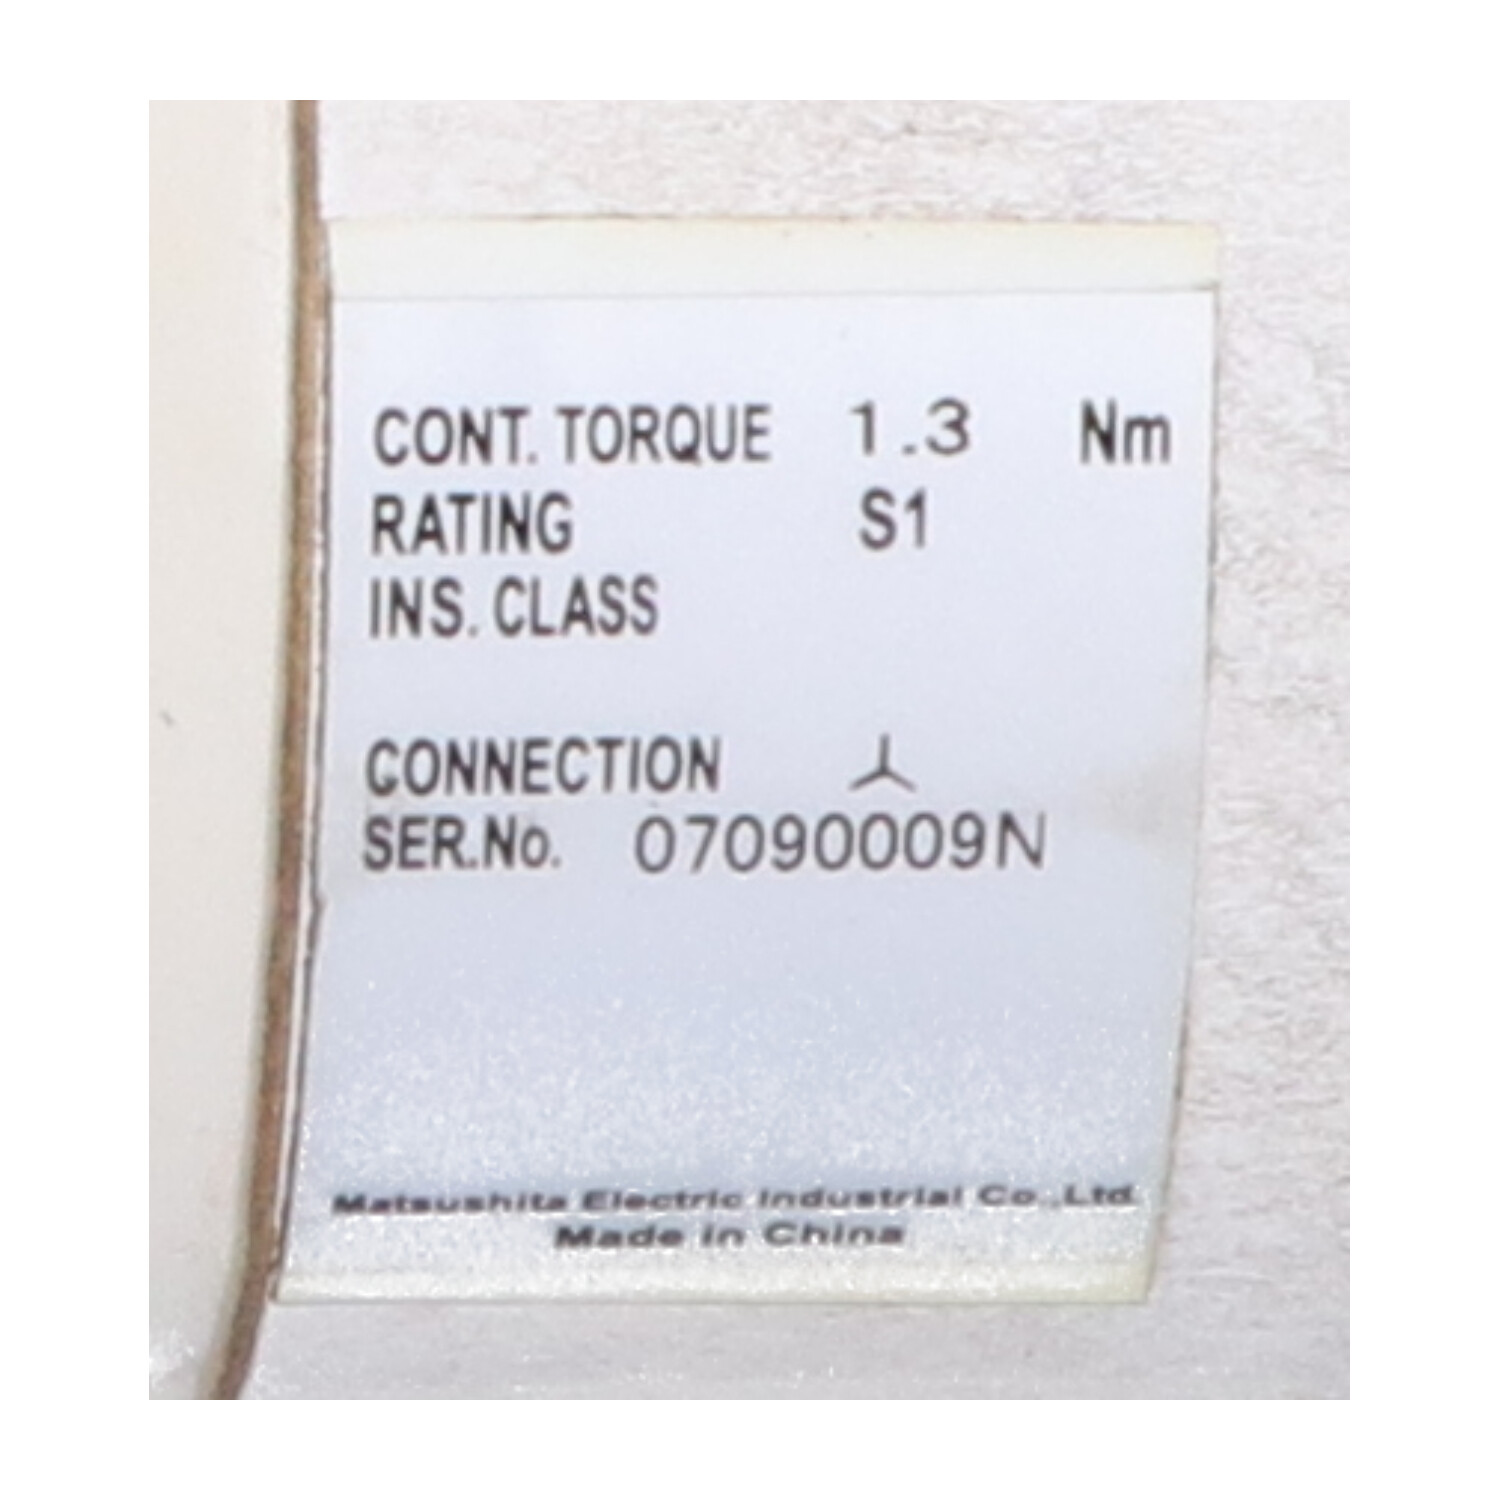 CONT. TORQUE 1.3 Nm
RATING S1
INS. CLASS
CONNECTION
SER.No. 07090009N
Matsushita Electric Industrial Co.,Ltd.
Made in China